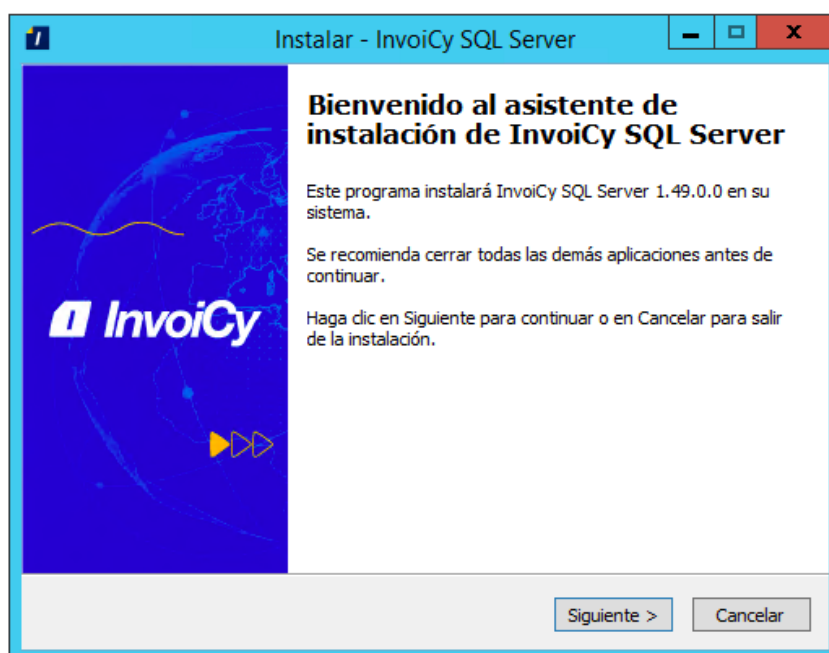 Instalar - InvoiCy SQL Server
Bienvenido al asistente de
instalación de InvoiCy SQL Server
Este programa instalará InvoiCy SQL Server 1.49.0.0 en su
sistema.
Se recomienda cerrar todas las demás aplicaciones antes de
continuar.
Haga clic en Siguiente para continuar o en Cancelar para salir
de la instalación.
InvoiCy
Siguiente >
Cancelar